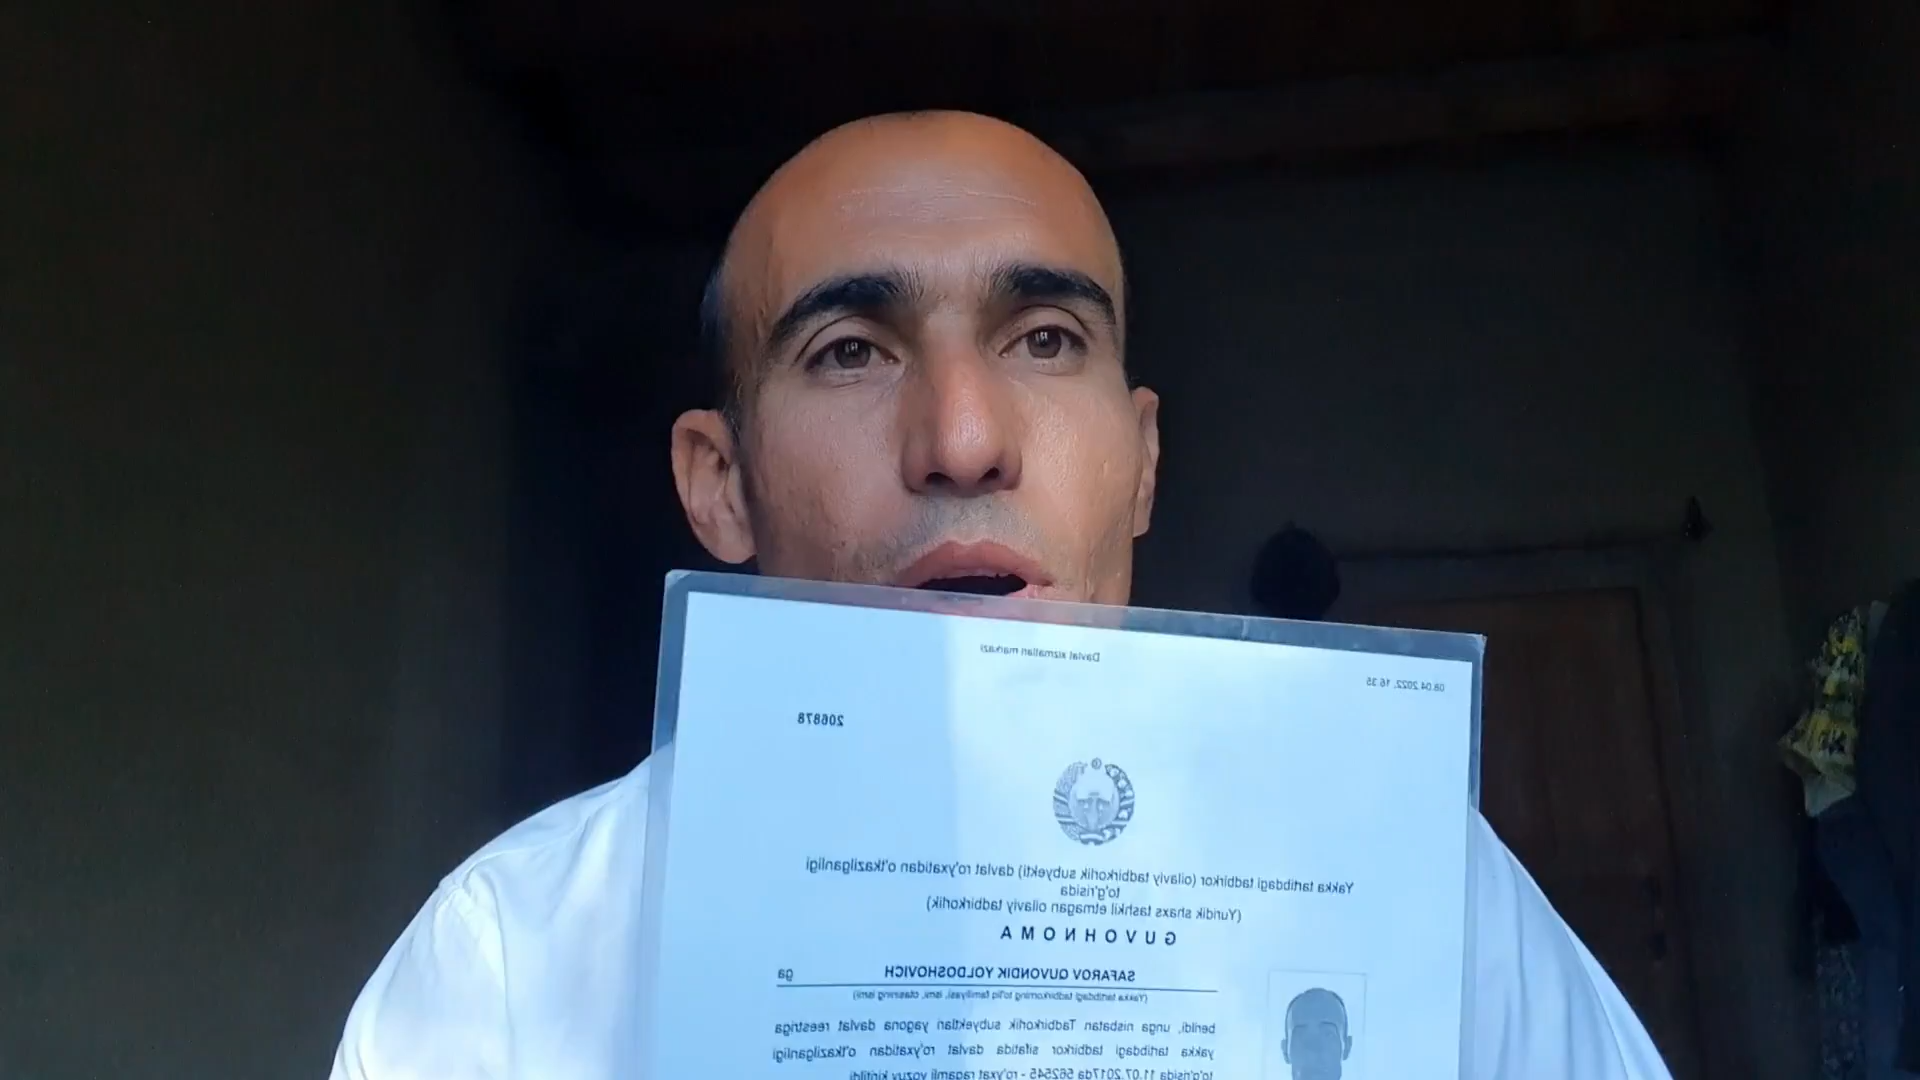 08.04.2022, 16:35
Davlat xizmatlari markazi
206878
Yakka tartibdagi tadbirkor (oilaviy tadbirkorlik subyekti) davlat ro'yxatidan o'tkazilganligi
to'g'risida
(Yuridik shaxs tashkil etmagan oilaviy tadbirkorlik)
GUVOHNOMA
SAFAROV QUVONDIK YOLDOSHOVICH ga
(Yakka tartibdagi tadbirkorning to'liq familiyasi, ismi, otasining ismi)
berildi, unga nisbatan Tadbirkorlik subyektlari yagona davlat reestriga
yakka tartibdagi tadbirkor sifatida davlat ro'yxatidan o'tkazilganligi
to'g'risida 11.07.2017da 562545 - ro'yxat raqamli yozuv kiritildi